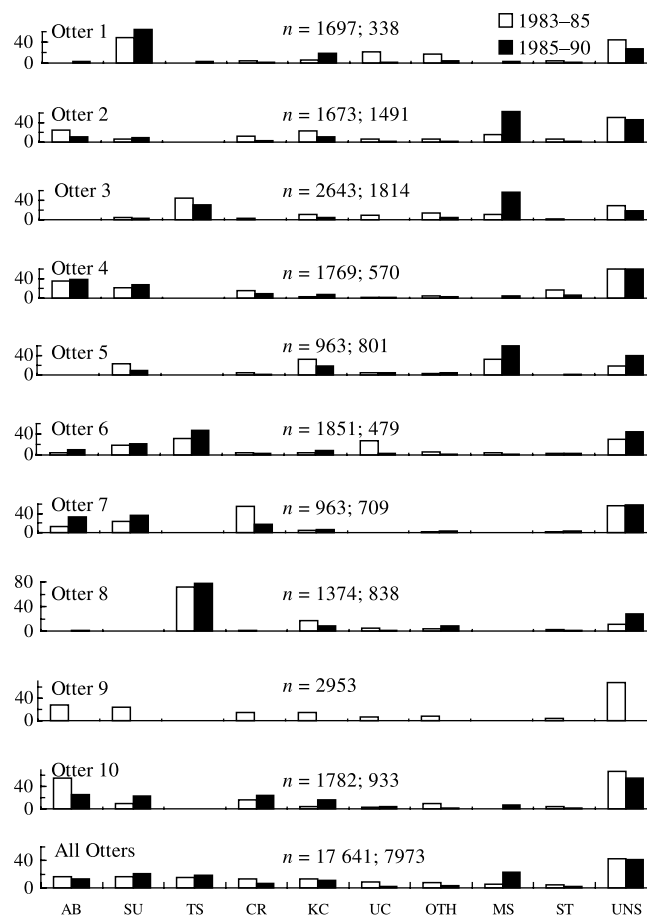 Otter 1 n = 1697; 338 1983–85
40 1985–90
0
Otter 2 n = 1673; 1491
40
0
Otter 3 n = 2643; 1814
40
0
Otter 4 n = 1769; 570
40
0
Otter 5 n = 963; 801
40
0
Otter 6 n = 1851; 479
40
0
Otter 7 n = 963; 709
40
0
80
Otter 8 n = 1374; 838
40
0
Otter 9 n = 2953
40
0
Otter 10 n = 1782; 933
40
0
All Otters n = 17 641; 7973
40
0
AB SU TS CR KC UC OTH MS ST UNS